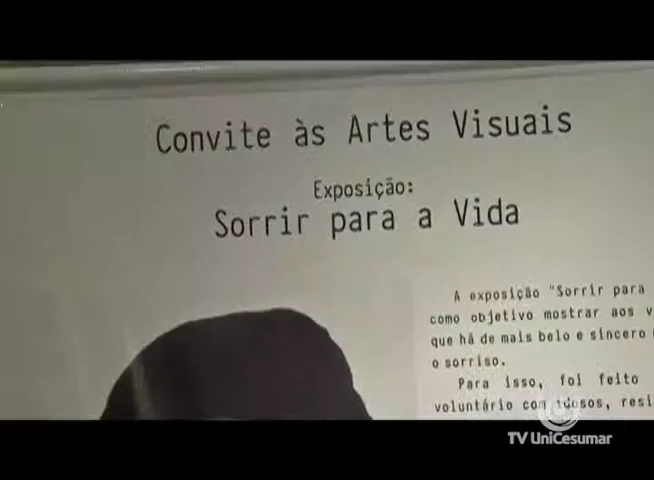 Convite às Artes Visuais
Exposição:
Sorrir para a Vida
A exposição "Sorrir para
como objetivo mostrar aos
que há de mais belo e sincero
o sorriso.
Para isso, foi feito
voluntário com idosos,
TV UniCesumar